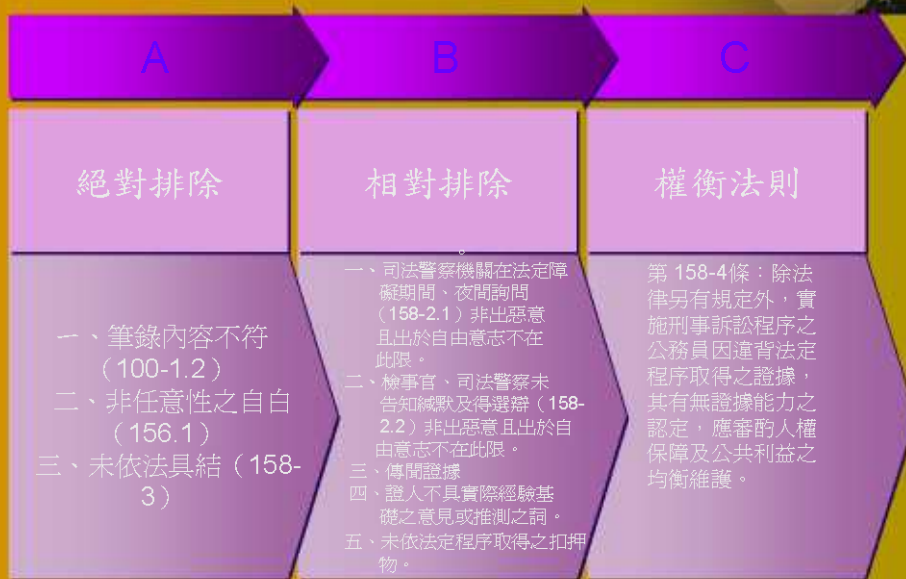 A
B
C
絕對排除
相對排除
權衡法則
一、筆錄內容不符
（100-1.2）
二、非任意性之自白
（156.1）
三、未依法具結（158-
3）
。
一、司法警察機關在法定障
礙期間、夜間詢問
（158-2.1）非出惡意
且出於自由意志不在
此限。
二、檢事官、司法警察未
告知緘默及得選辯（158-
2.2）非出惡意且出於自
由意志不在此限。
三、傳聞證據
四、證人不具實際經驗基
礎之意見或推測之詞。
五、未依法定程序取得之扣押
物。
第 158-4條：除法
律另有規定外，實
施刑事訴訟程序之
公務員因違背法定
程序取得之證據，
其有無證據能力之
認定，應審酌人權
保障及公共利益之
均衡維護。